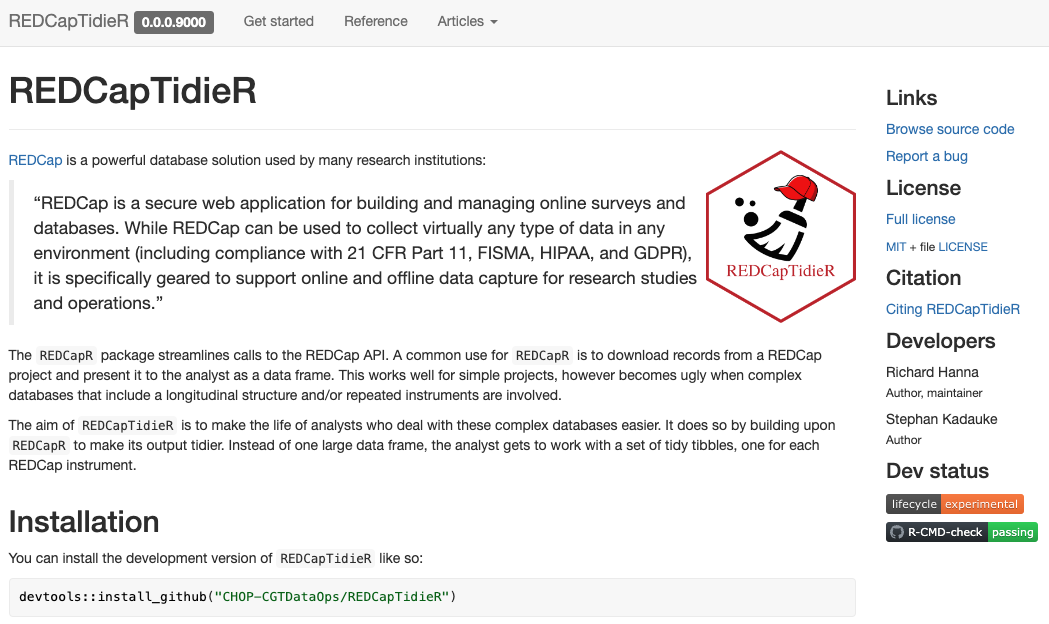 REDCapTidieR 0.0.0.9000 Get started Reference Articles
REDCapTidieR
REDCap is a powerful database solution used by many research institutions:
“REDCap is a secure web application for building and managing online surveys and
databases. While REDCap can be used to collect virtually any type of data in any
environment (including compliance with 21 CFR Part 11, FISMA, HIPAA, and GDPR),
it is specifically geared to support online and offline data capture for research studies
and operations.”
REDCapTidieR
The REDCapR package streamlines calls to the REDCap API. A common use for REDCapR is to download records from a REDCap
project and present it to the analyst as a data frame. This works well for simple projects, however becomes ugly when complex
databases that include a longitudinal structure and/or repeated instruments are involved.
The aim of REDCapTidieR is to make the life of analysts who deal with these complex databases easier. It does so by building upon
REDCapR to make its output tidier. Instead of one large data frame, the analyst gets to work with a set of tidy tibbles, one for each
REDCap instrument.
Installation
You can install the development version of REDCapTidieR like so:
devtools::install_github("CHOP-CGTDataOps/REDCapTidieR")
Links
Browse source code
Report a bug
License
Full license
MIT + file LICENSE
Citation
Citing REDCapTidieR
Developers
Richard Hanna
Author, maintainer
Stephan Kadauke
Author
Dev status
lifecycle experimental
R-CMD-check passing